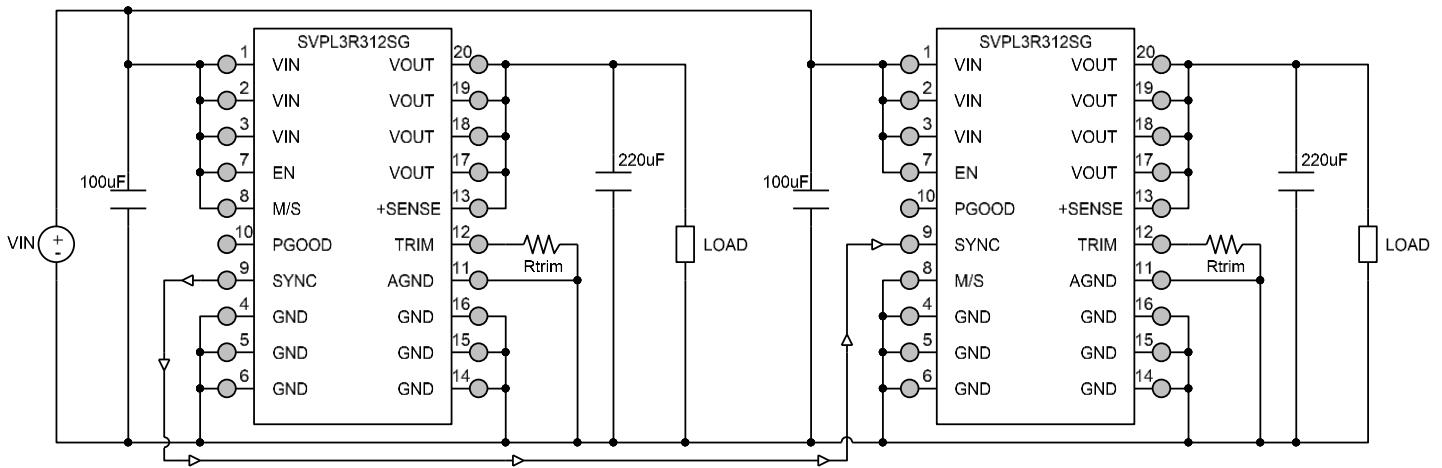 SVPL3R312SG
1 VIN VOUT 20
2 VIN VOUT 19
3 VIN VOUT 18
7 EN VOUT 17
8 M/S +SENSE 13
10 PGOOD TRIM 12
9 SYNC AGND 11
4 GND GND 16
5 GND GND 15
6 GND GND 14
VIN
+
-
100uF
220uF
Rtrim
LOAD
SVPL3R312SG
1 VIN VOUT 20
2 VIN VOUT 19
3 VIN VOUT 18
7 EN VOUT 17
10 PGOOD +SENSE 13
9 SYNC TRIM 12
8 M/S AGND 11
4 GND GND 16
5 GND GND 15
6 GND GND 14
100uF
220uF
Rtrim
LOAD